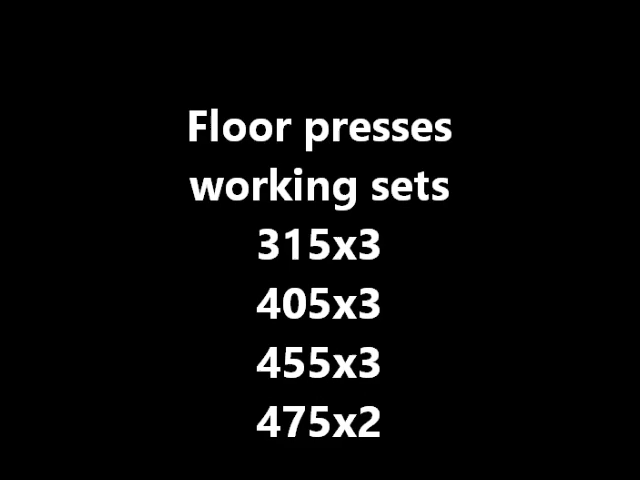 Floor presses
working sets
315x3
405x3
455x3
475x2